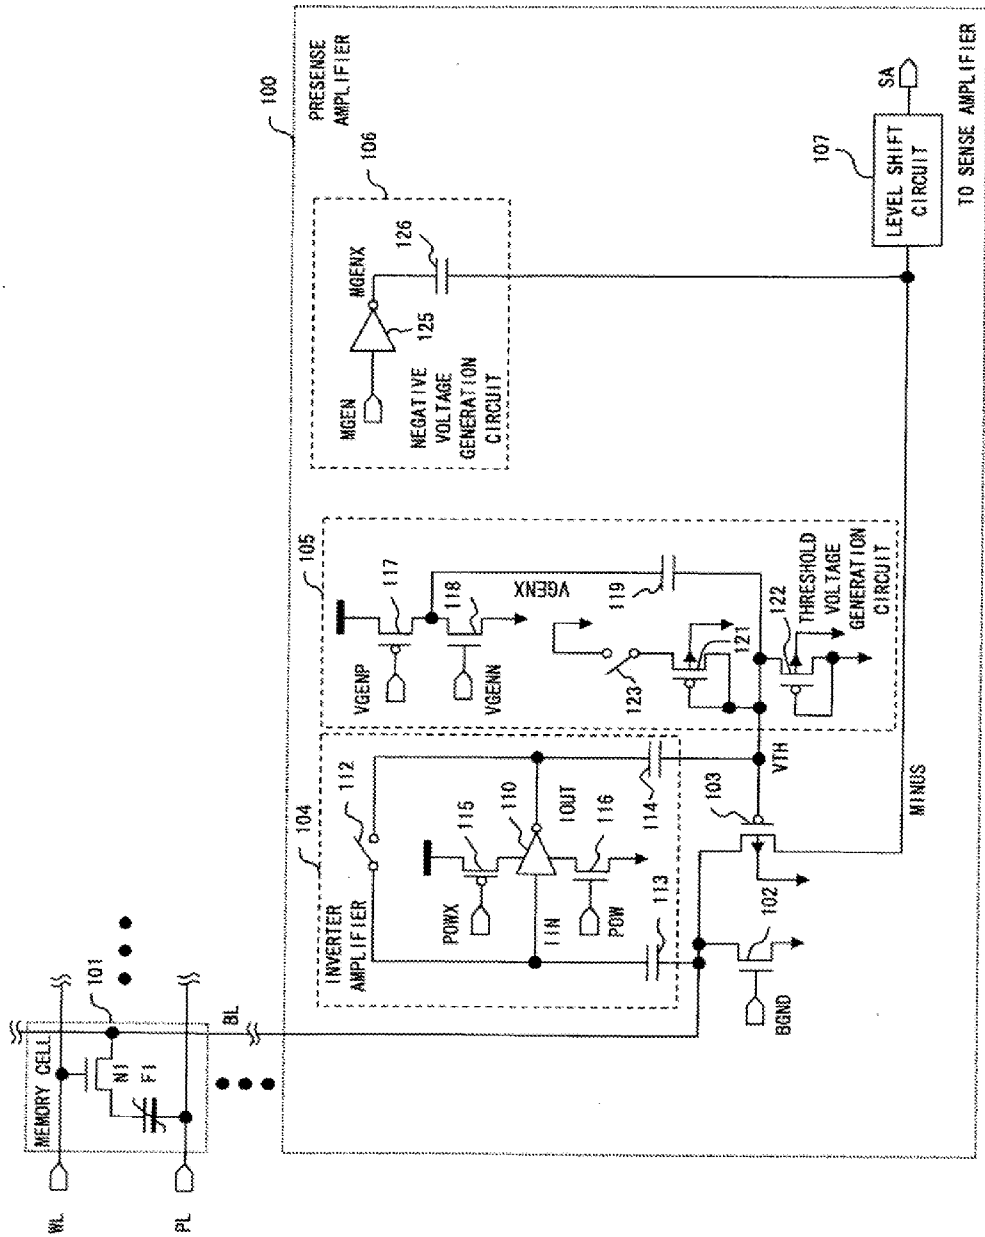 WL
PL
MEMORY CELL
N1
F1
101
BL
100
PRESENSE
AMPLIFIER
104
INVERTER
AMPLIFIER
112
POWX
115
110
IOUT
IIN
116
POW
113
114
BGND
102
103
VTH
MINUS
105
VGENP
117
118
VGENN
VGENX
119
123
121
122
THRESHOLD
VOLTAGE
GENERATION
CIRCUIT
106
MGEN
125
MGENX
126
NEGATIVE
VOLTAGE
GENERATION
CIRCUIT
107
LEVEL SHIFT
CIRCUIT
SA
TO SENSE AMPLIFIER